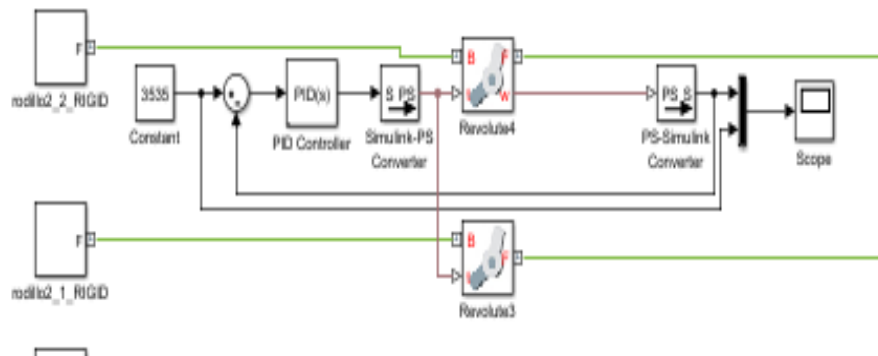 F
rodillo2_2_RIGID
3535
Constant
PID(s)
PID Controller
S PS
Simulink-PS
Converter
B
F
w
Revolute4
PS S
PS-Simulink
Converter
Scope
F
rodillo2_1_RIGID
B
F
Revolute3